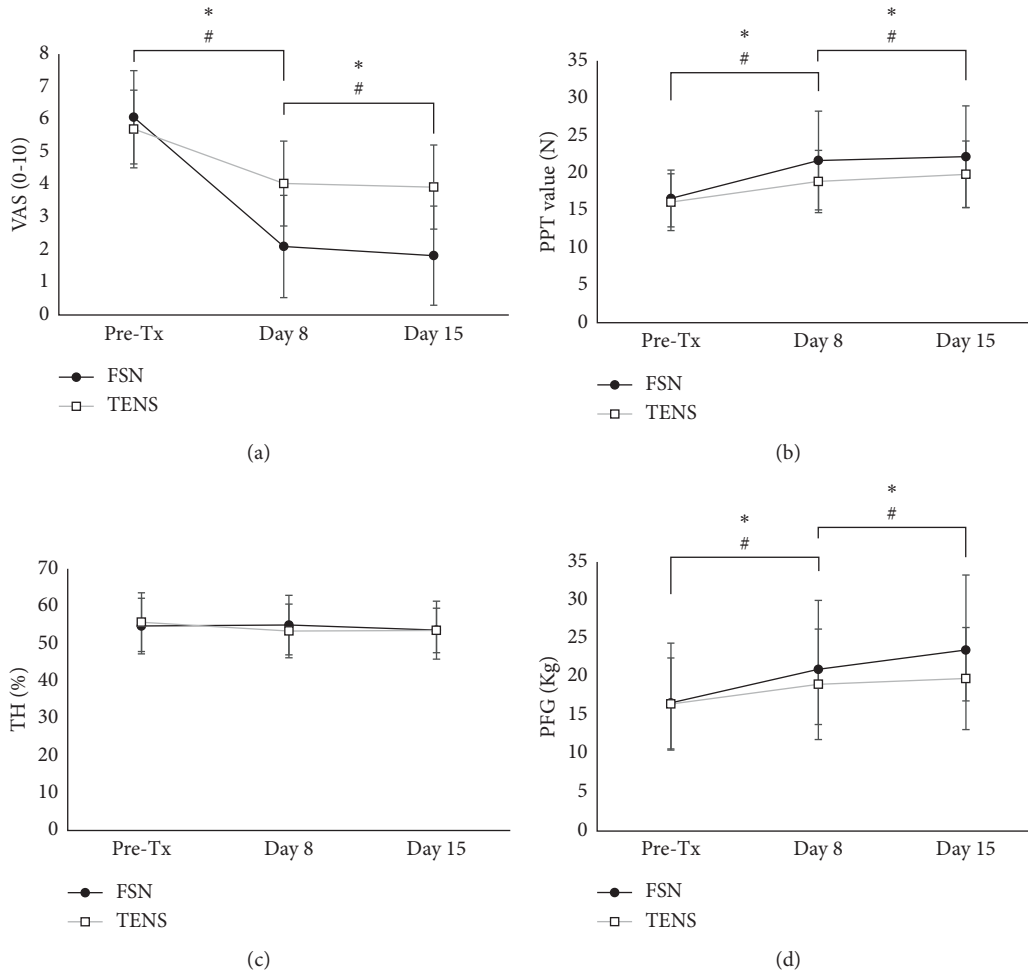 *
#
*
#
8
7
6
5
4
3
2
1
0
VAS (0-10)
Pre-Tx Day 8 Day 15
FSN
TENS
(a)
*
#
*
#
35
30
25
20
15
10
5
0
PPT value (N)
Pre-Tx Day 8 Day 15
FSN
TENS
(b)
70
60
50
40
30
20
10
0
TH (%)
Pre-Tx Day 8 Day 15
FSN
TENS
(c)
*
#
*
#
35
30
25
20
15
10
5
0
PFG (Kg)
Pre-Tx Day 8 Day 15
FSN
TENS
(d)